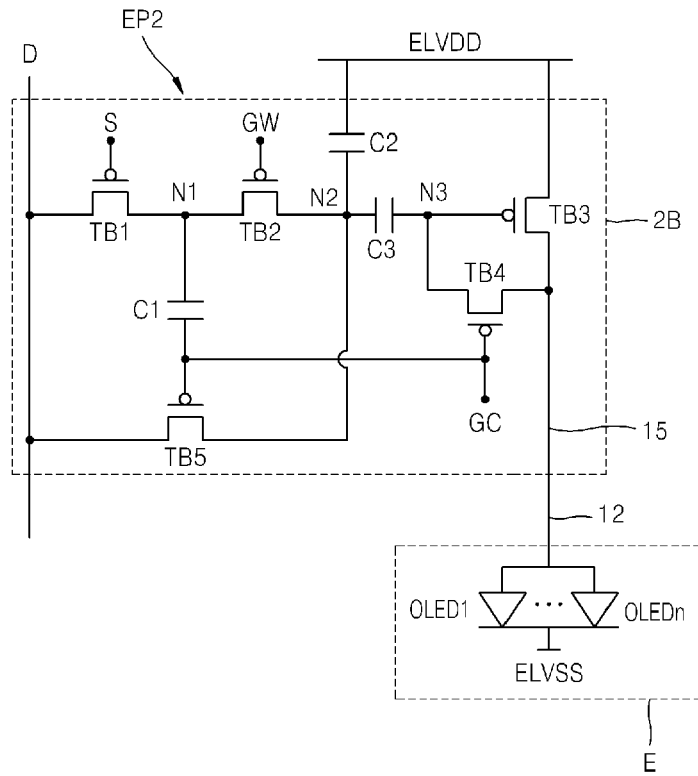 EP2
D
ELVDD
S
GW
C2
N1
N2
N3
TB1
TB2
C3
TB3
2B
TB4
C1
GC
TB5
15
12
OLED1
OLEDn
ELVSS
E